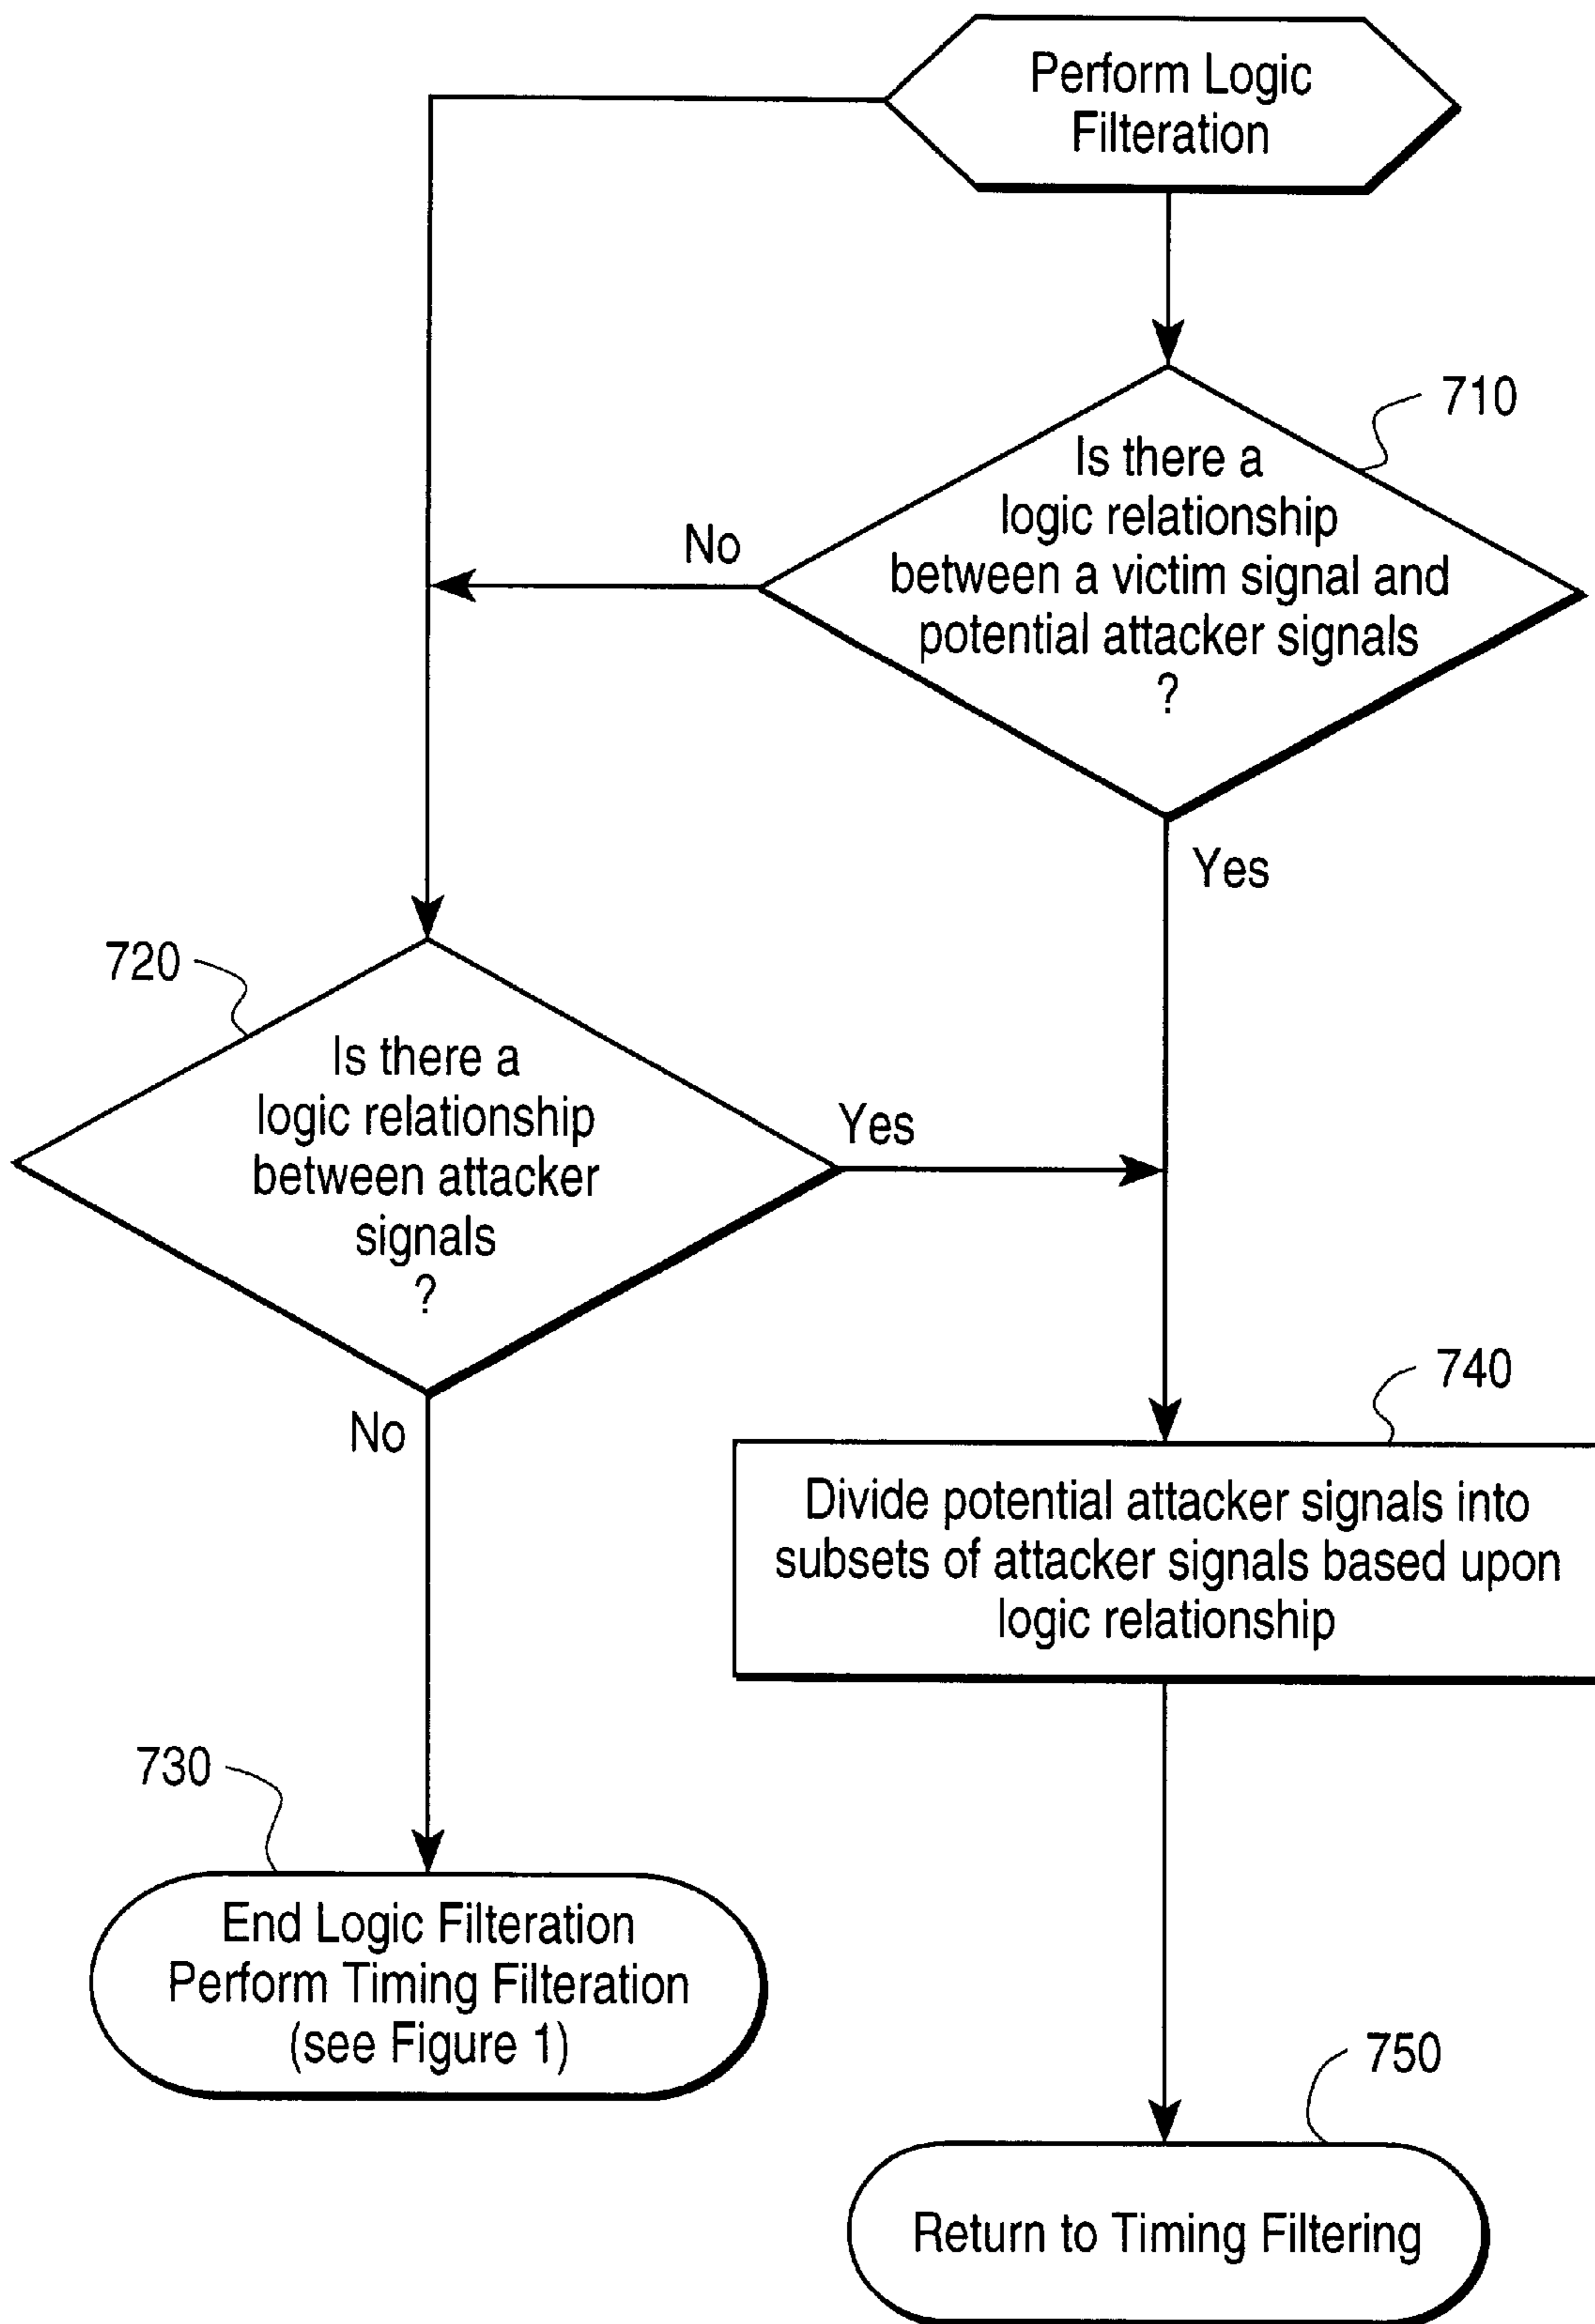 Perform Logic
Filteration
710
Is there a
logic relationship
between a victim signal and
potential attacker signals
?
No
Yes
720
Is there a
logic relationship
between attacker
signals
?
Yes
No
740
Divide potential attacker signals into
subsets of attacker signals based upon
logic relationship
730
End Logic Filteration
Perform Timing Filteration
(see Figure 1)
750
Return to Timing Filtering